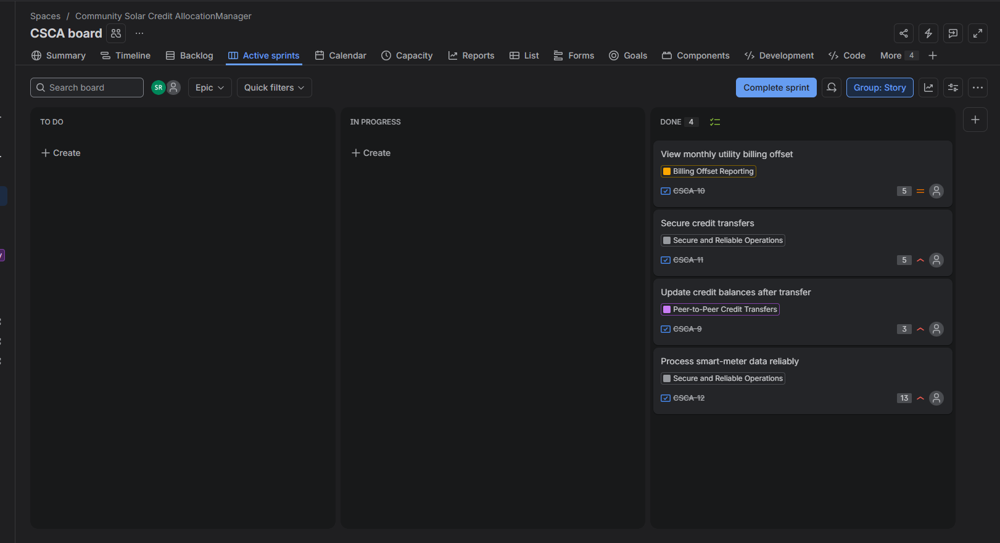 Spaces / Community Solar Credit AllocationManager
CSCA board
Summary Timeline Backlog Active sprints Calendar Capacity Reports List Forms Goals Components Development Code More 4
Search board SR Epic Quick filters Complete sprint Group: Story
TO DO
Create
IN PROGRESS
Create
DONE 4
View monthly utility billing offset
Billing Offset Reporting
CSCA-10 5
Secure credit transfers
Secure and Reliable Operations
CSCA-11 5
Update credit balances after transfer
Peer-to-Peer Credit Transfers
CSCA-9 3
Process smart-meter data reliably
Secure and Reliable Operations
CSCA-12 13